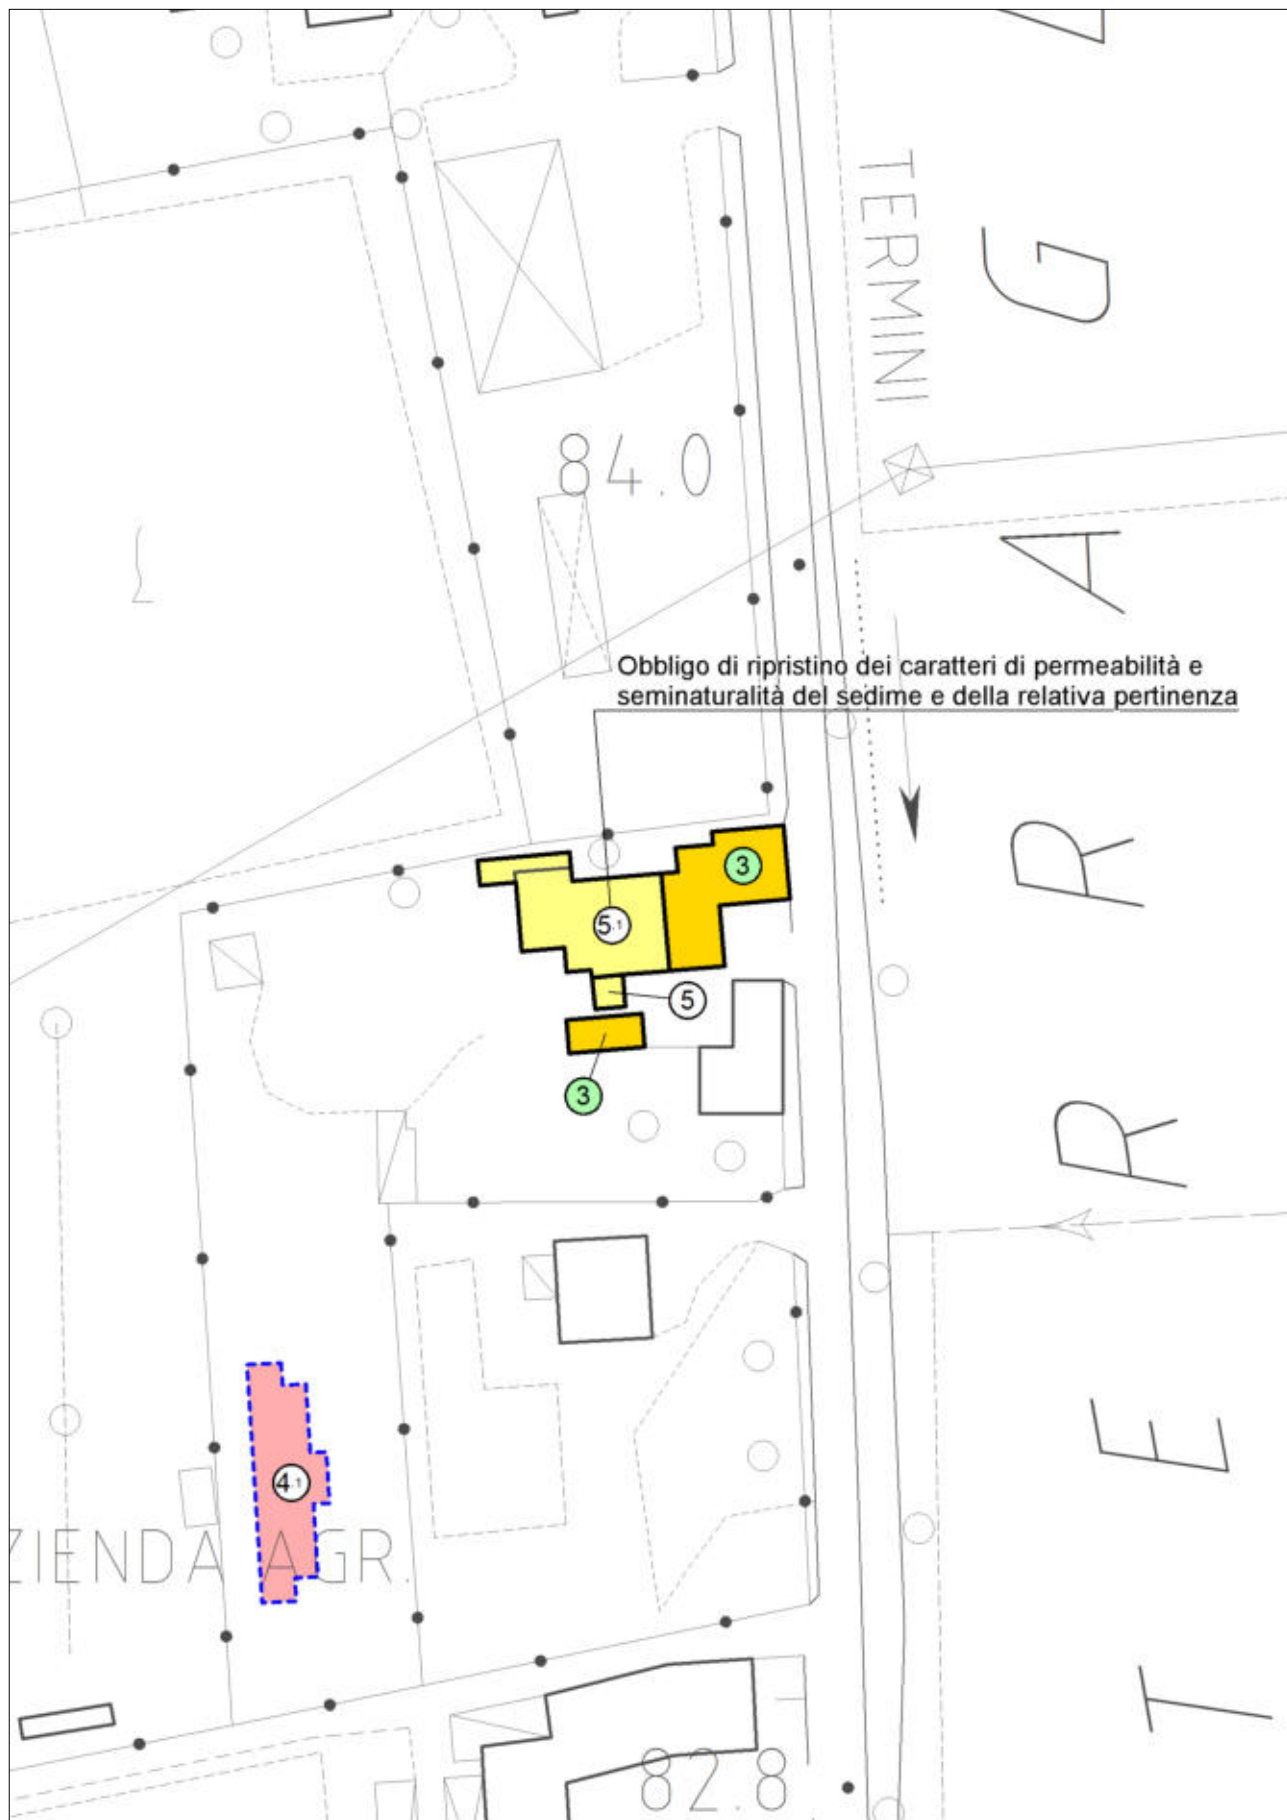 TERMINI
84.0
Obbligo di ripristino dei caratteri di permeabilità e
seminaturalità del sedime e della relativa pertinenza
3
5.1
5
3
4.1
ZIENDA AGR.
82.8
T E R R A G